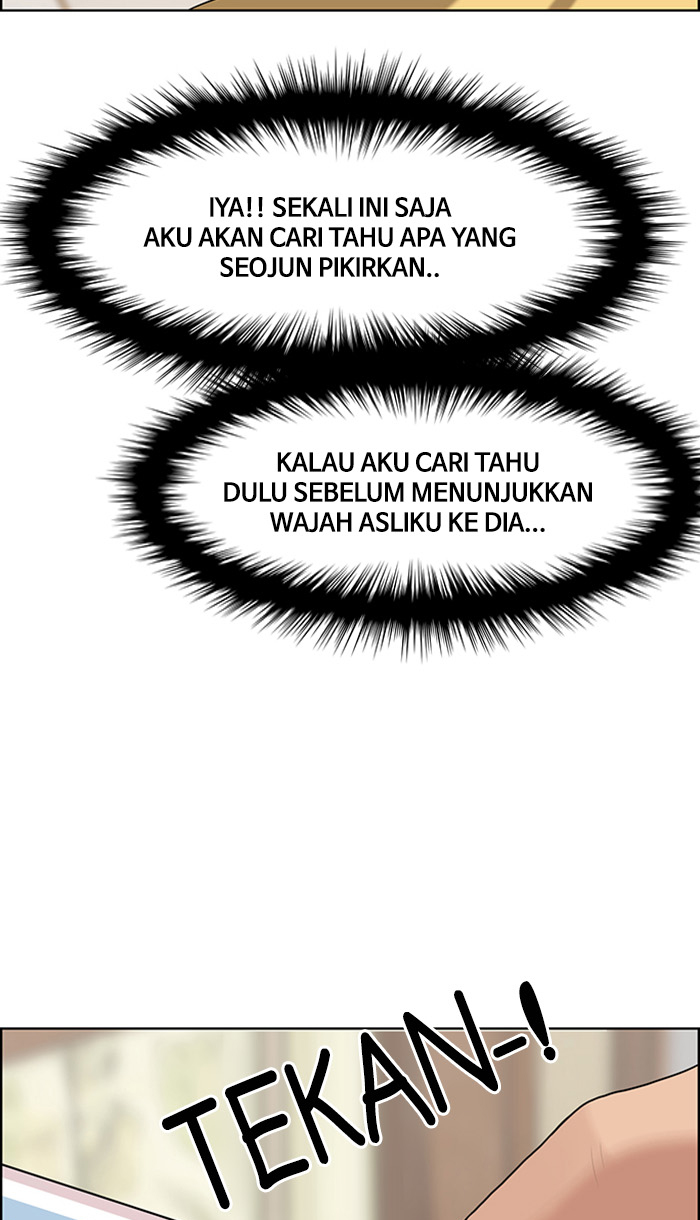 IYA!! SEKALI INI SAJA
AKU AKAN CARI TAHU APA YANG
SEOJUN PIKIRKAN..
KALAU AKU CARI TAHU
DULU SEBELUM MENUNJUKKAN
WAJAH ASLIKU KE DIA...
TEKAN-!